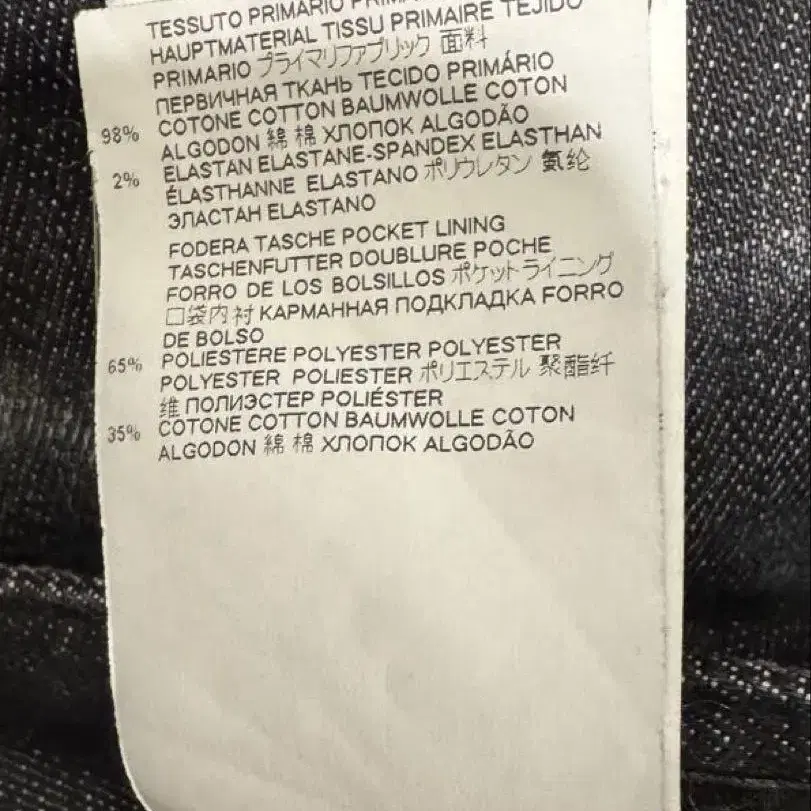 TESSUTO PRIMARIO
HAUPTMATERIAL TISSU PRIMAIRE TEJIDO
PRIMARIO プライマリファブリック 面料
ПЕРВИЧНАЯ ТКАНЬ TECIDO PRIMÁRIO
98% COTONE COTTON BAUMWOLLE COTON
ALGODON 綿 棉 ХЛОПОК ALGODÃO
2% ELASTAN ELASTANE-SPANDEX ELASTHAN
ÉLASTHANNE ELASTANO ポリウレタン 氨纶
ЭЛАСТАН ELASTANO
FODERA TASCHE POCKET LINING
TASCHENFUTTER DOUBLURE POCHE
FORRO DE LOS BOLSILLOS ポケットライニング
口袋内衬 КАРМАННАЯ ПОДКЛАДКА FORRO
DE BOLSO
65% POLIESTERE POLYESTER POLYESTER
POLYESTER POLIESTER ポリエステル 聚酯纤
维 ПОЛИЭСТЕР POLIÉSTER
35% COTONE COTTON BAUMWOLLE COTON
ALGODON 綿 棉 ХЛОПОК ALGODÃO